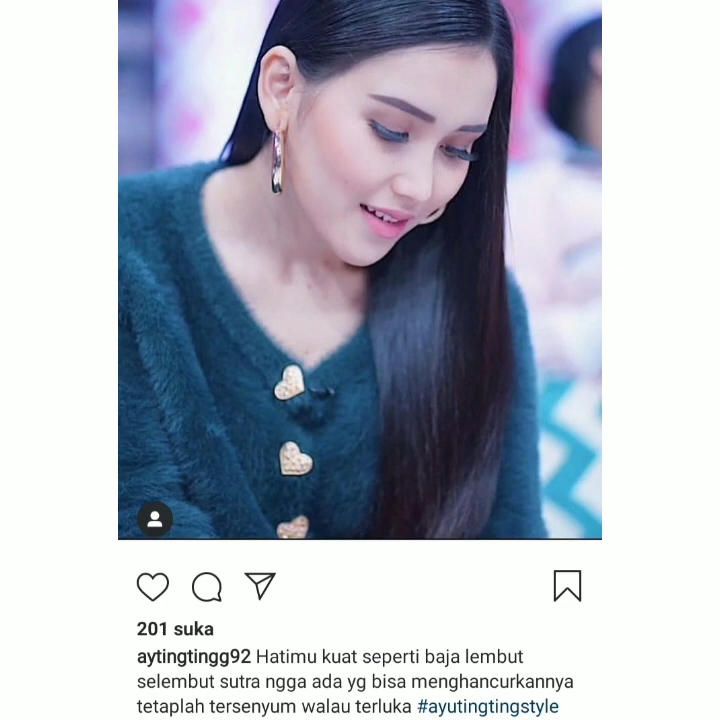 201 suka
aytingtingg92 Hatimu kuat seperti baja lembut
selembut sutra ngga ada yg bisa menghancurkannya
tetaplah tersenyum walau terluka #ayutingtingstyle